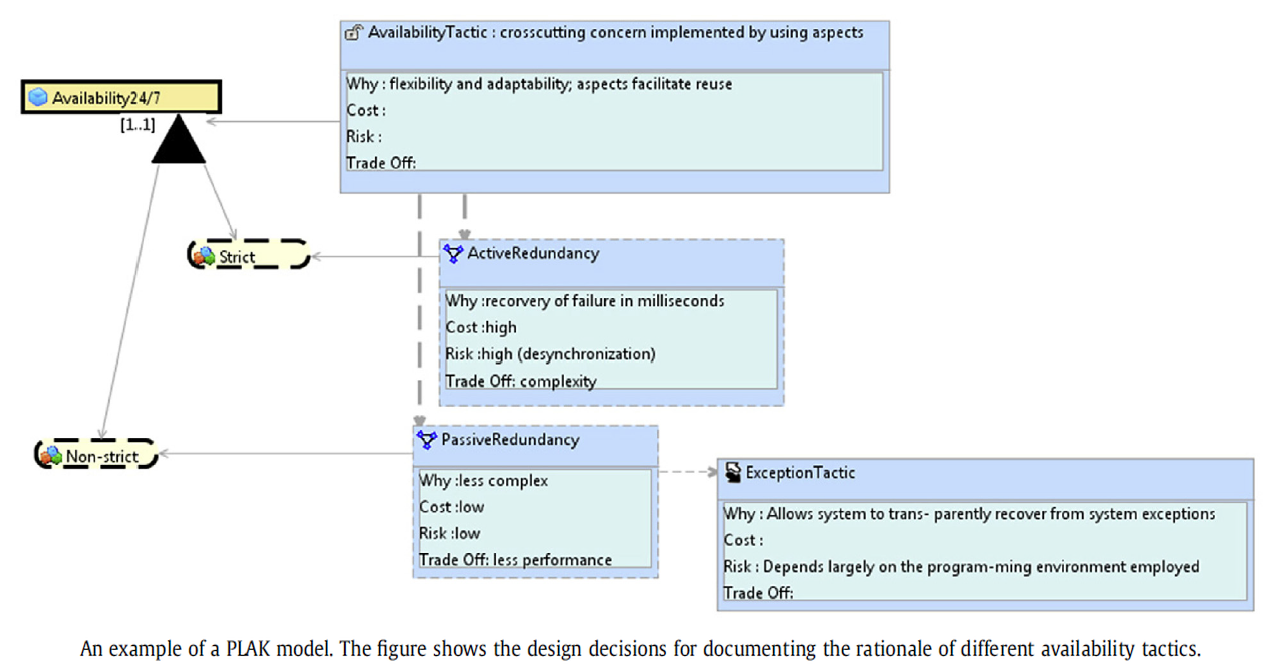 AvailabilityTactic : crosscutting concern implemented by using aspects
Why : flexibility and adaptability; aspects facilitate reuse
Cost :
Risk :
Trade Off:
Availability24/7
[1..1]
Strict
ActiveRedundancy
Why :recorvery of failure in milliseconds
Cost :high
Risk :high (desynchronization)
Trade Off: complexity
Non-strict
PassiveRedundancy
Why :less complex
Cost :low
Risk :low
Trade Off: less performance
ExceptionTactic
Why : Allows system to trans- parently recover from system exceptions
Cost :
Risk : Depends largely on the program-ming environment employed
Trade Off:
An example of a PLAK model. The figure shows the design decisions for documenting the rationale of different availability tactics.